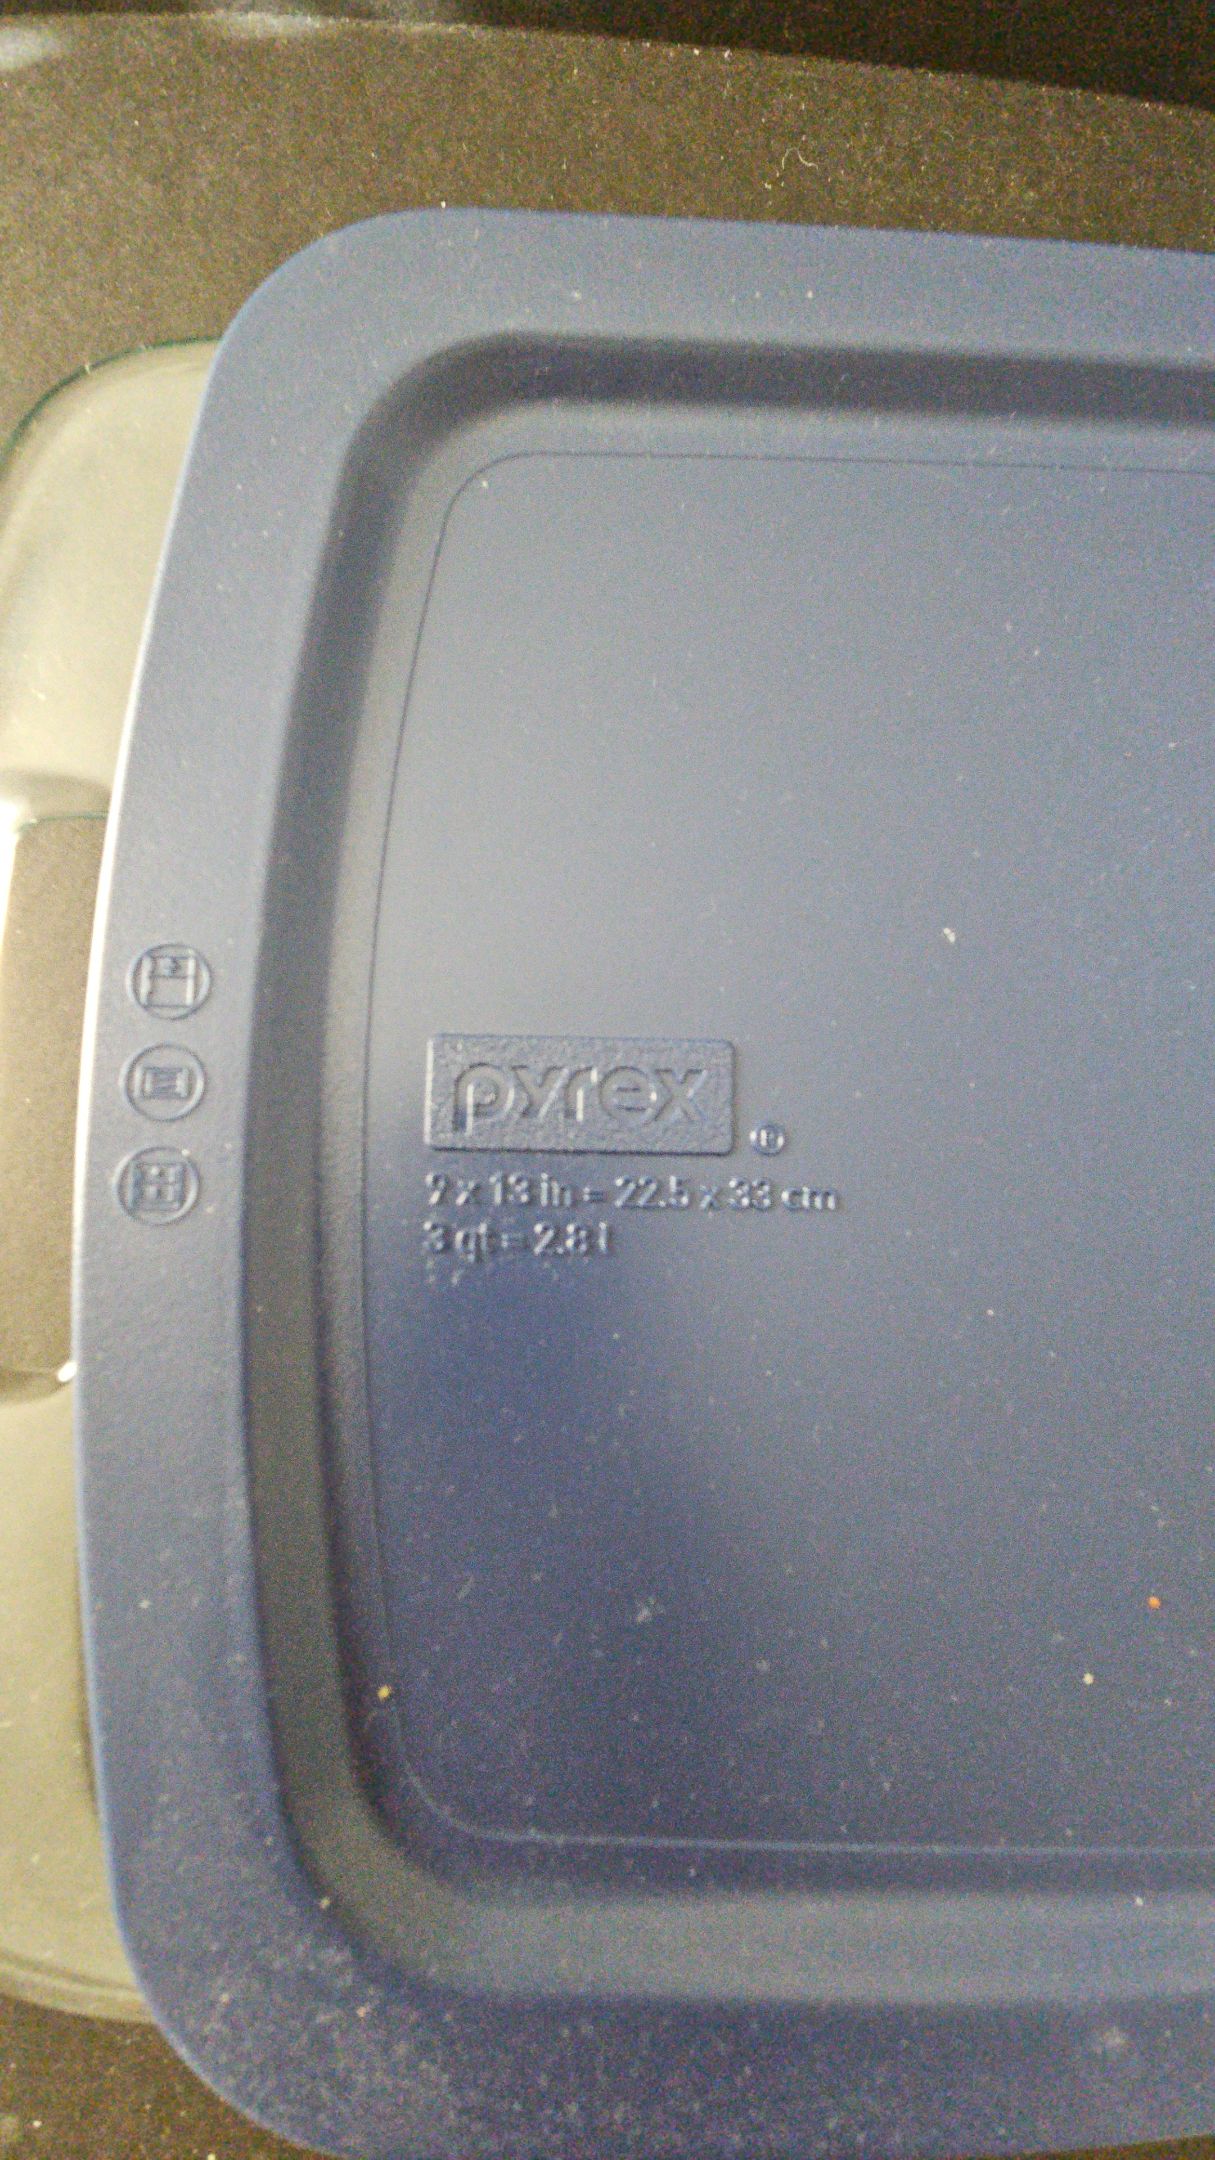 pyrex ®
9 x 13 in = 22.5 x 33 cm
3 qt = 2.8 l